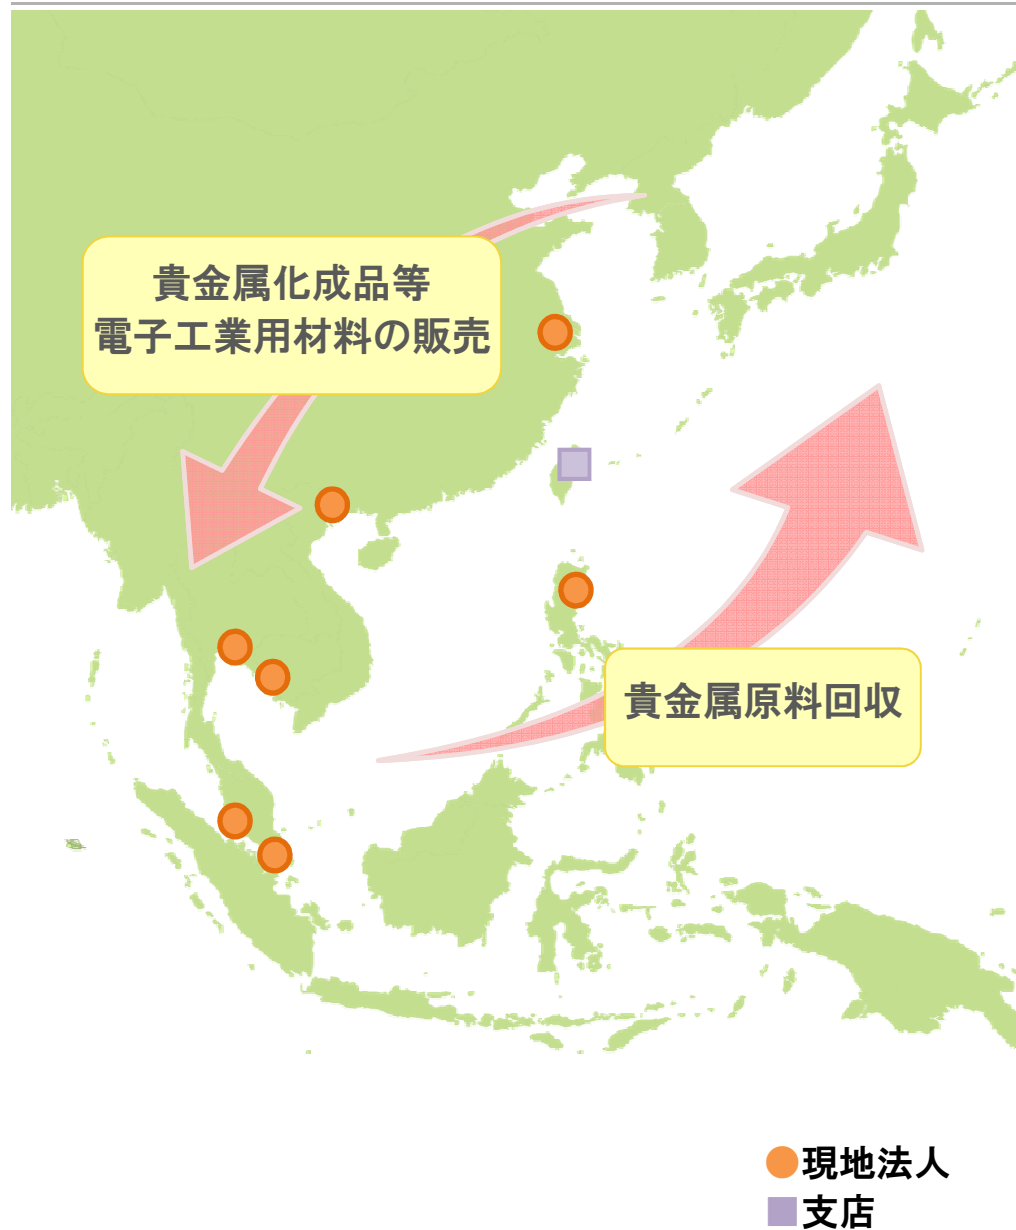 貴金属化成品等
電子工業用材料の販売
貴金属原料回収
現地法人
支店